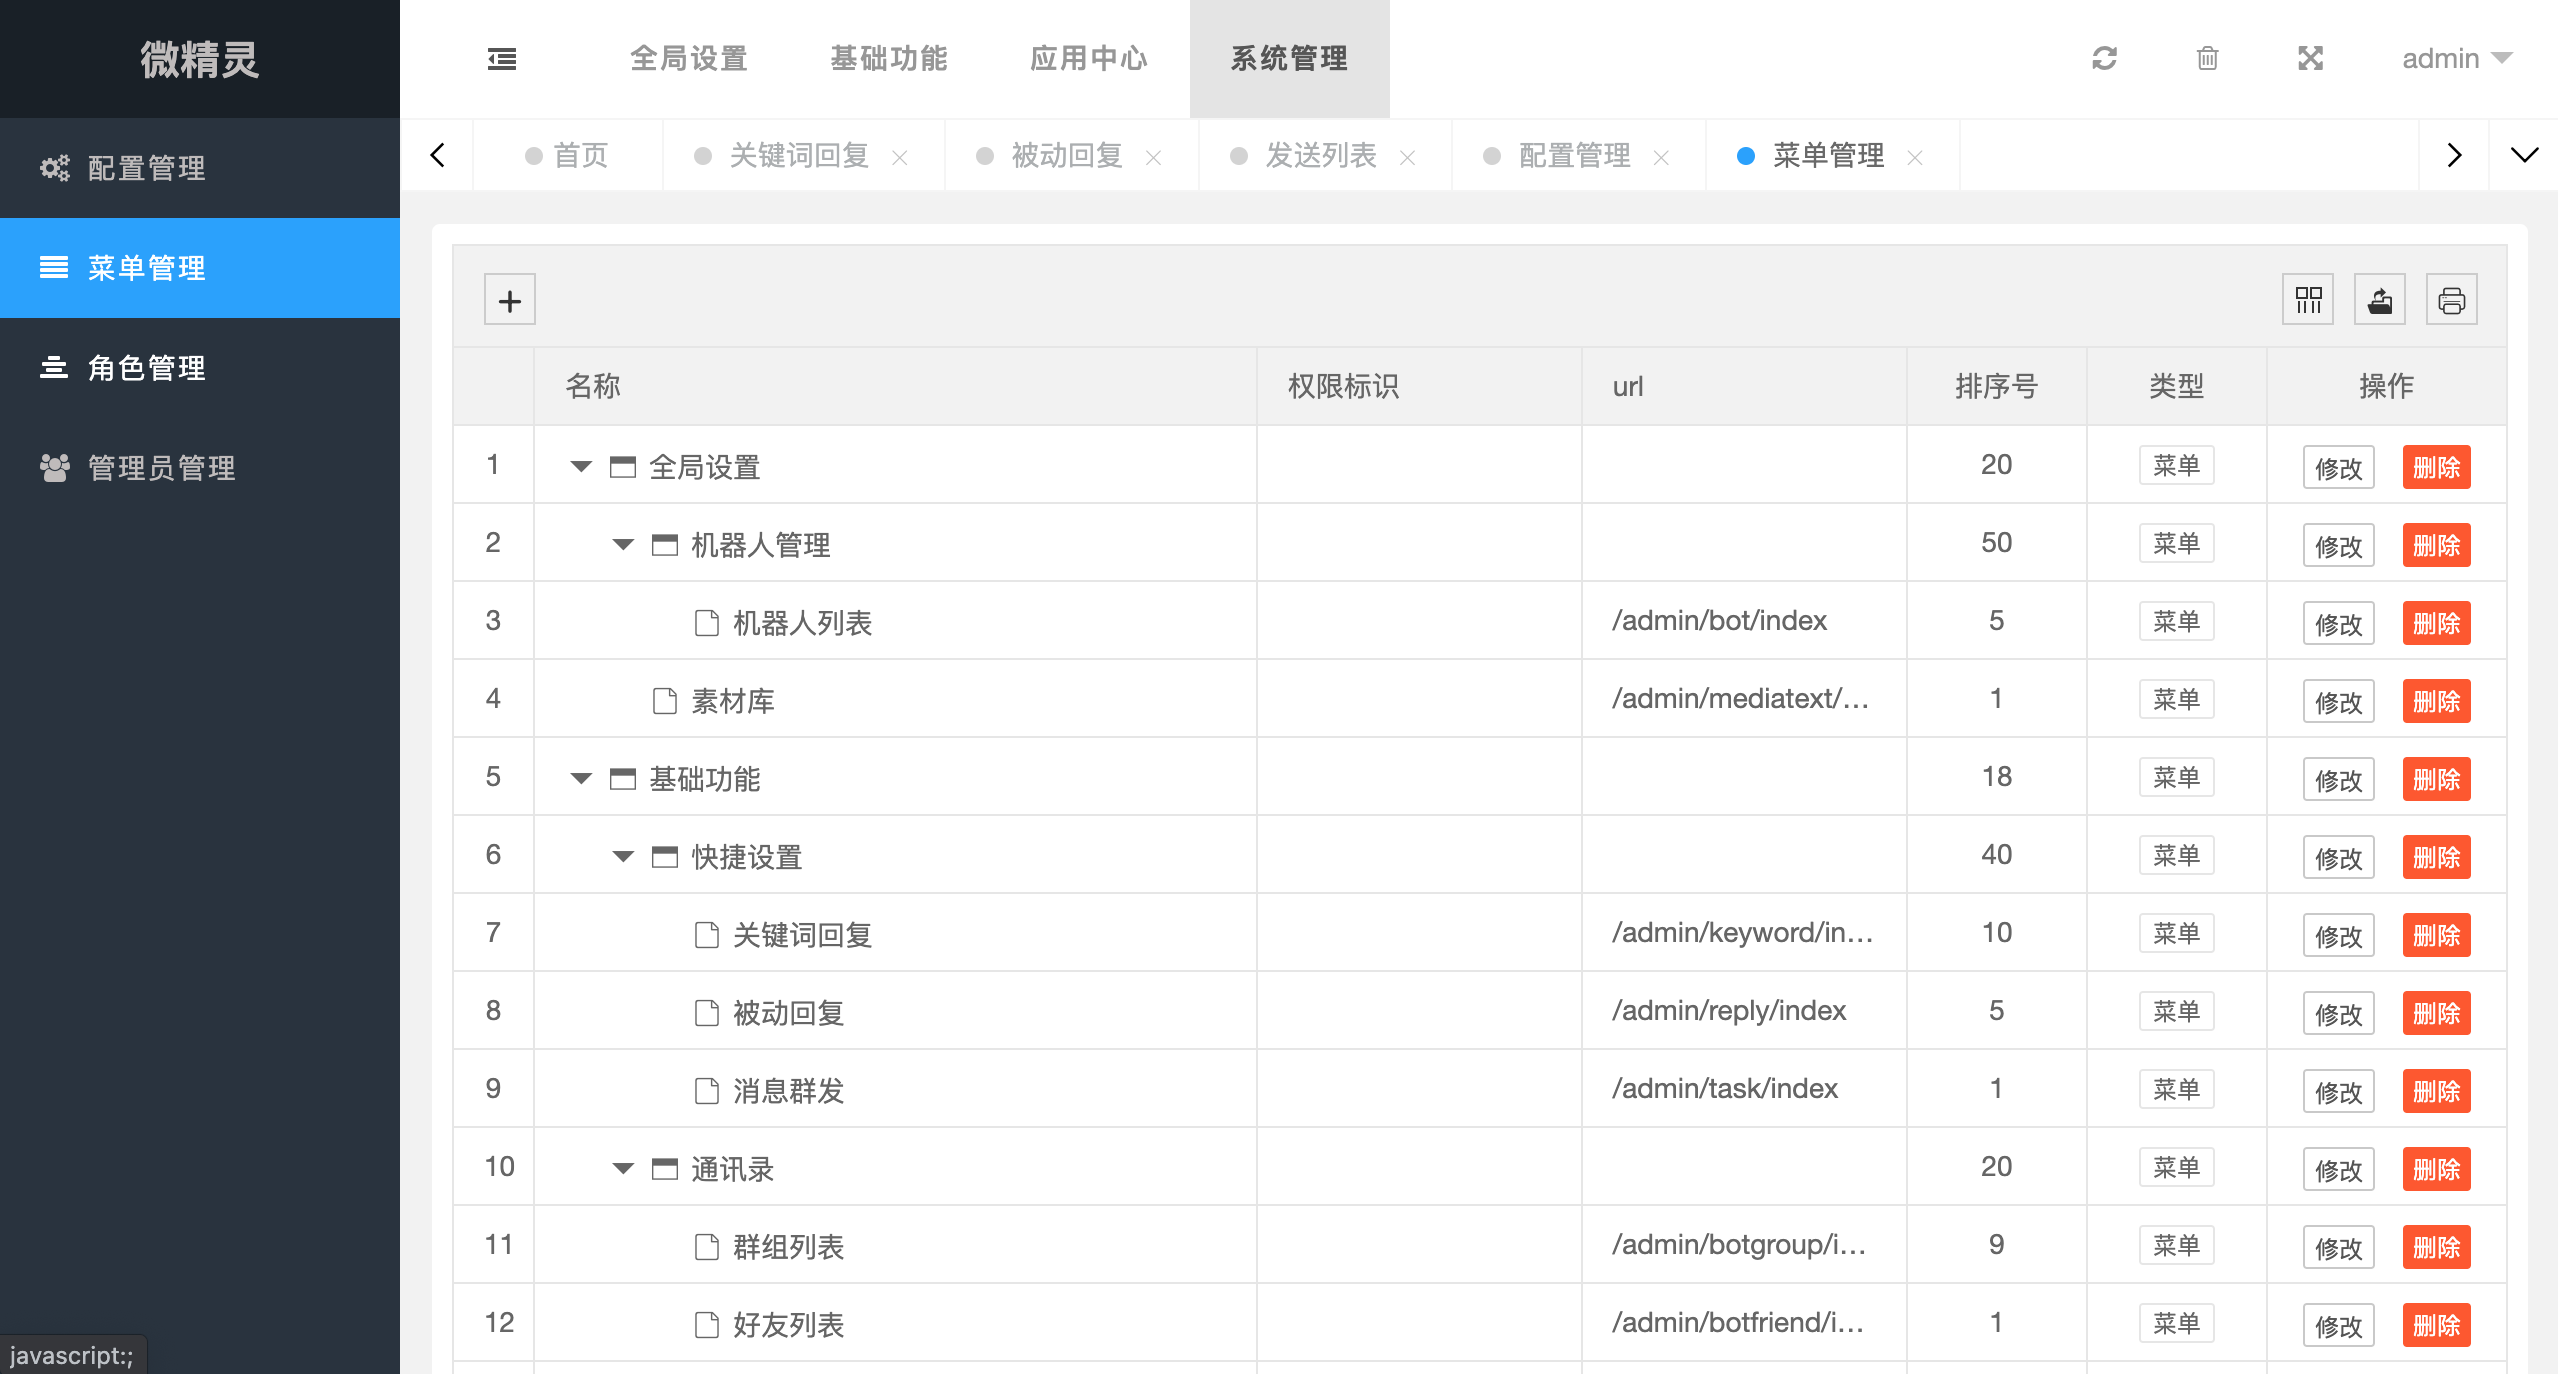 微精灵
全局设置 基础功能 应用中心 系统管理 admin
首页 关键词回复 被动回复 发送列表 配置管理 菜单管理
配置管理
菜单管理
角色管理
管理员管理
名称 权限标识 url 排序号 类型 操作
1 全局设置 20 菜单 修改 删除
2 机器人管理 50 菜单 修改 删除
3 机器人列表 /admin/bot/index 5 菜单 修改 删除
4 素材库 /admin/mediatext/... 1 菜单 修改 删除
5 基础功能 18 菜单 修改 删除
6 快捷设置 40 菜单 修改 删除
7 关键词回复 /admin/keyword/in... 10 菜单 修改 删除
8 被动回复 /admin/reply/index 5 菜单 修改 删除
9 消息群发 /admin/task/index 1 菜单 修改 删除
10 通讯录 20 菜单 修改 删除
11 群组列表 /admin/botgroup/i... 9 菜单 修改 删除
12 好友列表 /admin/botfriend/i... 1 菜单 修改 删除
javascript:;